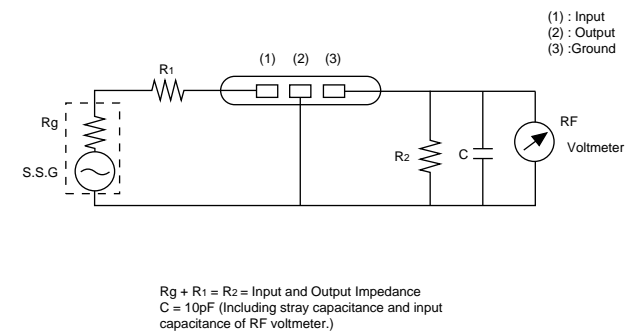 (1) : Input
(2) : Output
(3) :Ground
(1) (2) (3)
R1
Rg
S.S.G
R2
C
RF
Voltmeter
Rg + R1 = R2 = Input and Output Impedance
C = 10pF (Including stray capacitance and input
capacitance of RF voltmeter.)